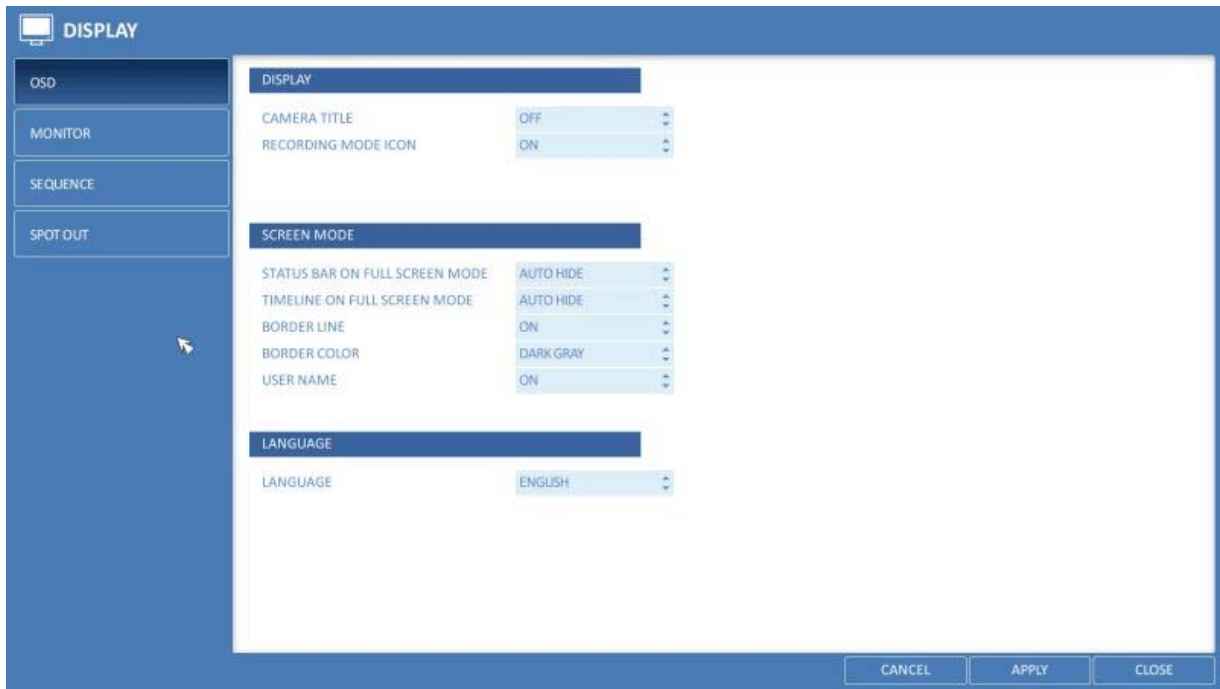 DISPLAY
OSD
MONITOR
SEQUENCE
SPOT OUT
DISPLAY
CAMERA TITLE OFF
RECORDING MODE ICON ON
SCREEN MODE
STATUS BAR ON FULL SCREEN MODE AUTO HIDE
TIMELINE ON FULL SCREEN MODE AUTO HIDE
BORDER LINE ON
BORDER COLOR DARK GRAY
USER NAME ON
LANGUAGE
LANGUAGE ENGLISH
CANCEL APPLY CLOSE